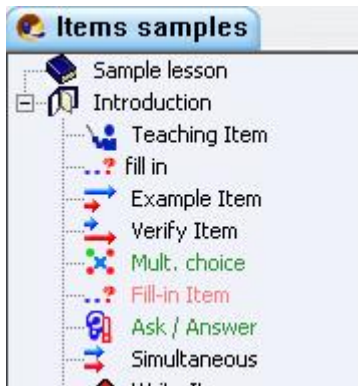 Items samples
Sample lesson
Introduction
Teaching Item
..? fill in
Example Item
Verify Item
Mult. choice
..? Fill-in Item
Ask / Answer
Simultaneous